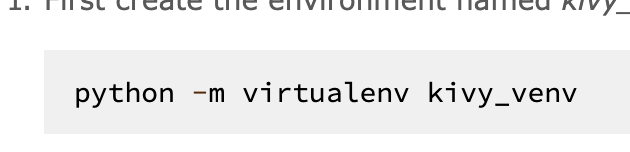 1. First create the environment named kivy_
python -m virtualenv kivy_venv